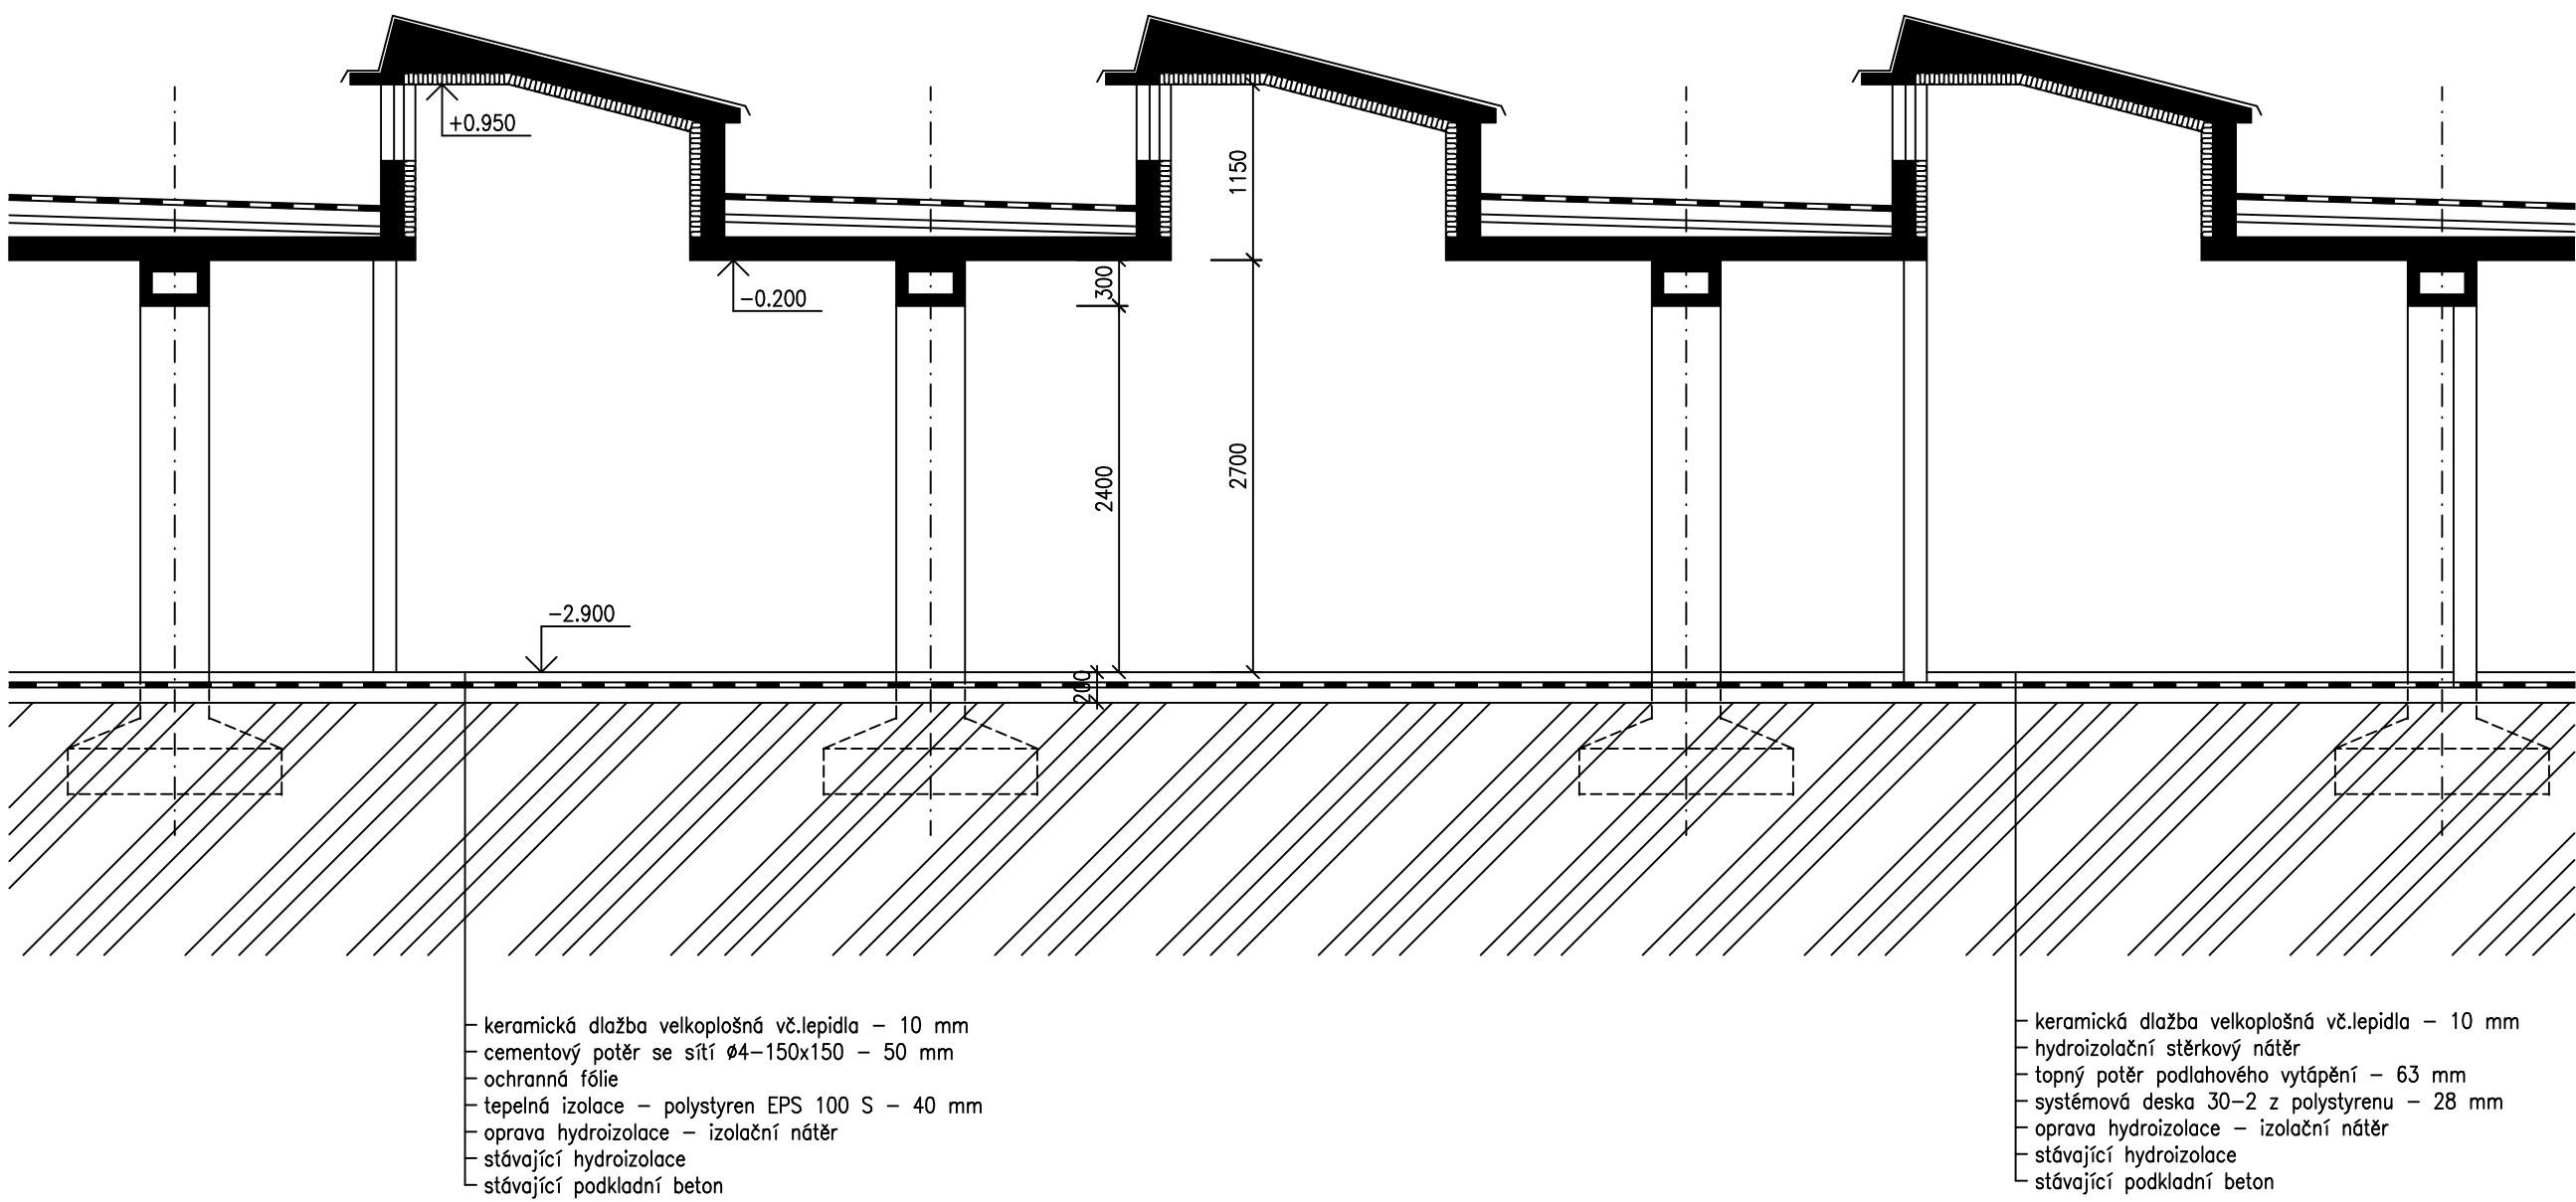 +0.950
1150
300
-0.200
2400
2700
-2.900
200
keramická dlažba velkoplošná vč.lepidla - 10 mm
cementový potěr se sítí ø4-150x150 - 50 mm
ochranná fólie
tepelná izolace - polystyren EPS 100 S - 40 mm
oprava hydroizolace - izolační nátěr
stávající hydroizolace
stávající podkladní beton
keramická dlažba velkoplošná vč.lepidla - 10 mm
hydroizolační stěrkový nátěr
topný potěr podlahového vytápění - 63 mm
systémová deska 30-2 z polystyrenu - 28 mm
oprava hydroizolace - izolační nátěr
stávající hydroizolace
stávající podkladní beton